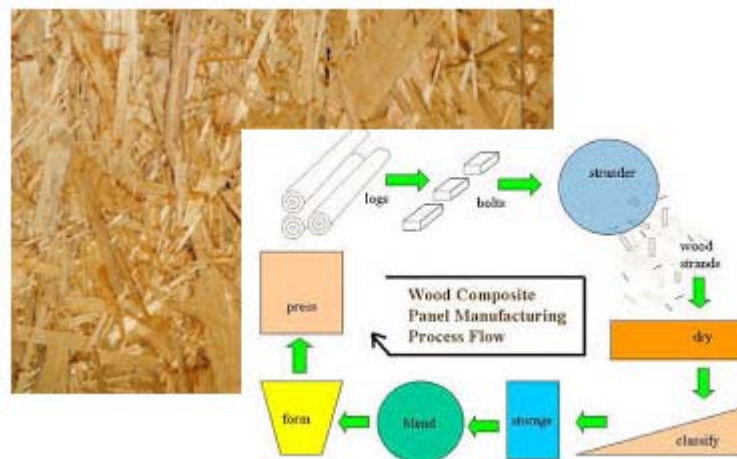 logs
bolts
strander
wood
strands
dry
classify
storage
blend
form
press
Wood Composite
Panel Manufacturing
Process Flow